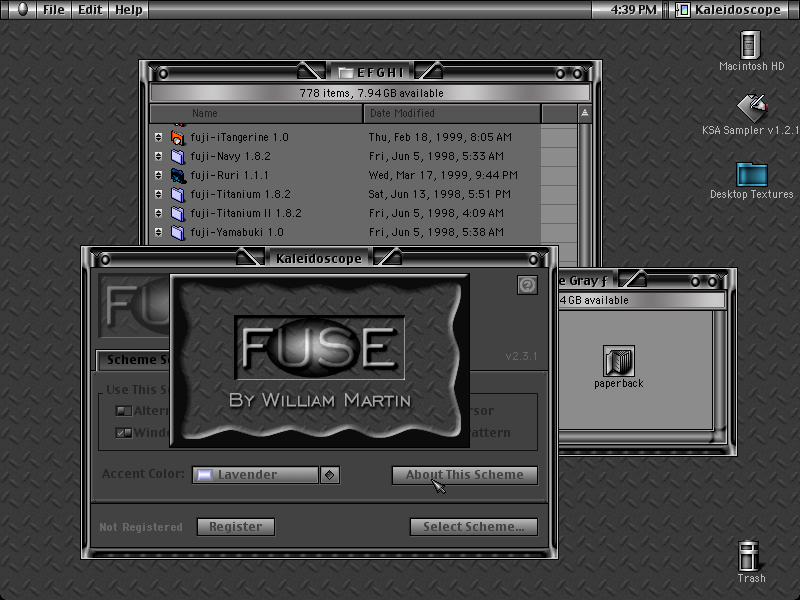 File Edit Help
4:39 PM Kaleidoscope
Macintosh HD
KSA Sampler v1.2.1
Desktop Textures
EFGHI
778 items, 7.94 GB available
Name Date Modified
fuji-iTangerine 1.0 Thu, Feb 18, 1999, 8:05 AM
fuji-Navy 1.8.2 Fri, Jun 5, 1998, 5:33 AM
fuji-Ruri 1.1.1 Wed, Mar 17, 1999, 9:44 PM
fuji-Titanium 1.8.2 Sat, Jun 13, 1998, 5:51 PM
fuji-Titanium II 1.8.2 Fri, Jun 5, 1998, 4:09 AM
fuji-Yamabuki 1.0 Fri, Jun 5, 1998, 5:38 AM
e Gray ƒ
4 GB available
paperback
Kaleidoscope
FU
FUSE
By William Martin
v2.3.1
Scheme S
Use This S
Altern
Wind
sor
attern
Accent Color: Lavender
About This Scheme
Not Registered Register Select Scheme...
Trash